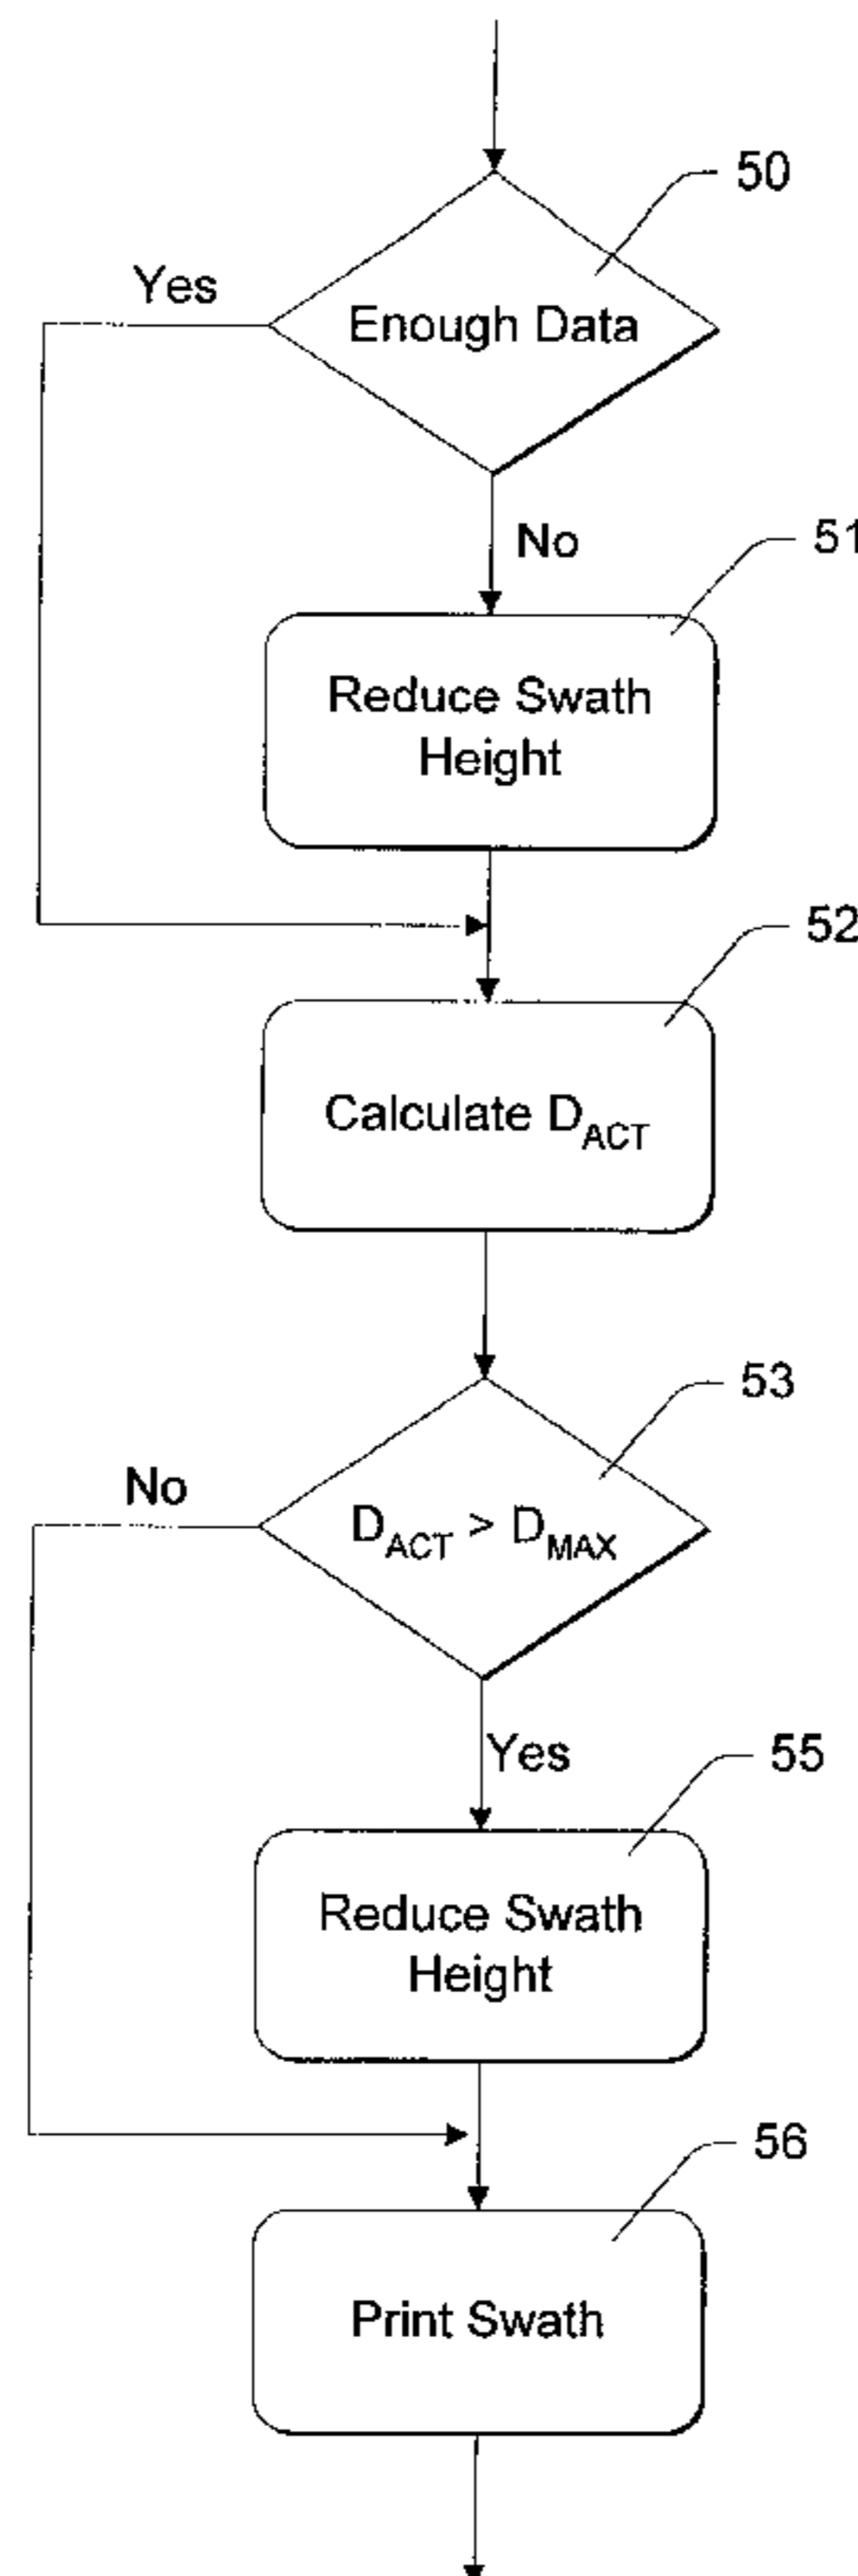 50
Yes
Enough Data
No
51
Reduce Swath
Height
52
Calculate D_ACT
53
No
D_ACT > D_MAX
Yes
55
Reduce Swath
Height
56
Print Swath